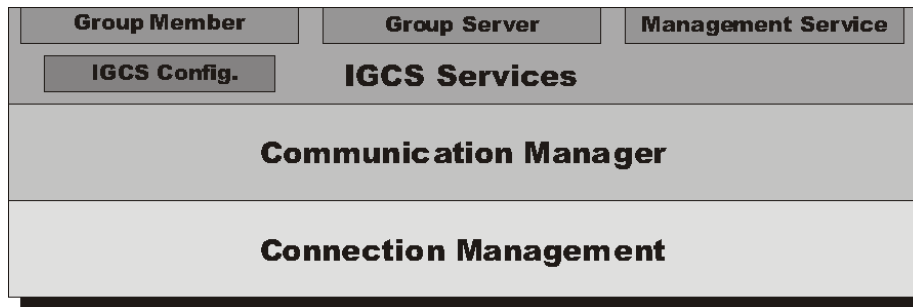 Group Member
Group Server
Management Service
IGCS Config.
IGCS Services
Communication Manager
Connection Management